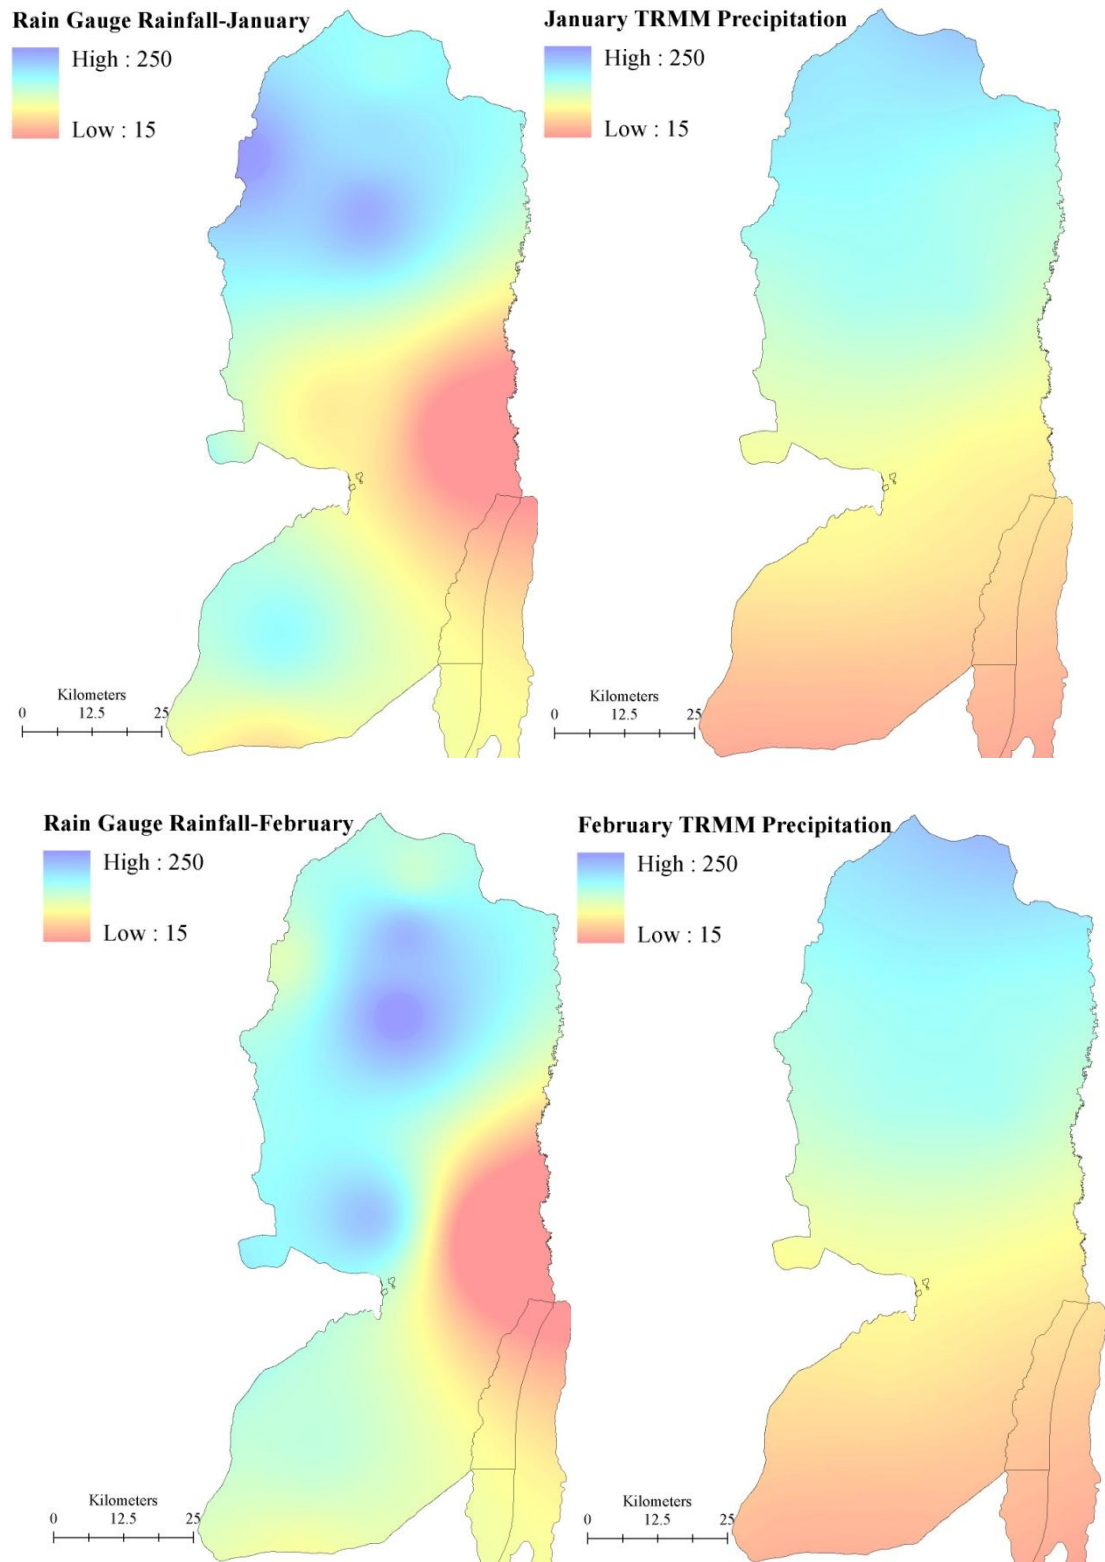 Rain Gauge Rainfall-January
High : 250
Low : 15
Kilometers
0 12.5 25
January TRMM Precipitation
High : 250
Low : 15
Kilometers
0 12.5 25
Rain Gauge Rainfall-February
High : 250
Low : 15
Kilometers
0 12.5 25
February TRMM Precipitation
High : 250
Low : 15
Kilometers
0 12.5 25